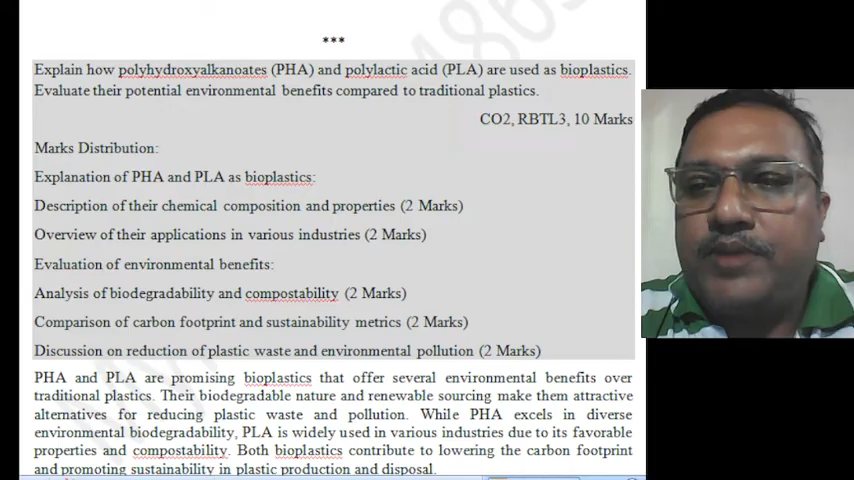 ***
Explain how polyhydroxyalkanoates (PHA) and polylactic acid (PLA) are used as bioplastics.
Evaluate their potential environmental benefits compared to traditional plastics.
CO2, RBTL3, 10 Marks
Marks Distribution:
Explanation of PHA and PLA as bioplastics:
Description of their chemical composition and properties (2 Marks)
Overview of their applications in various industries (2 Marks)
Evaluation of environmental benefits:
Analysis of biodegradability and compostability (2 Marks)
Comparison of carbon footprint and sustainability metrics (2 Marks)
Discussion on reduction of plastic waste and environmental pollution (2 Marks)
PHA and PLA are promising bioplastics that offer several environmental benefits over
traditional plastics. Their biodegradable nature and renewable sourcing make them attractive
alternatives for reducing plastic waste and pollution. While PHA excels in diverse
environmental biodegradability, PLA is widely used in various industries due to its favorable
properties and compostability. Both bioplastics contribute to lowering the carbon footprint
and promoting sustainability in plastic production and disposal.